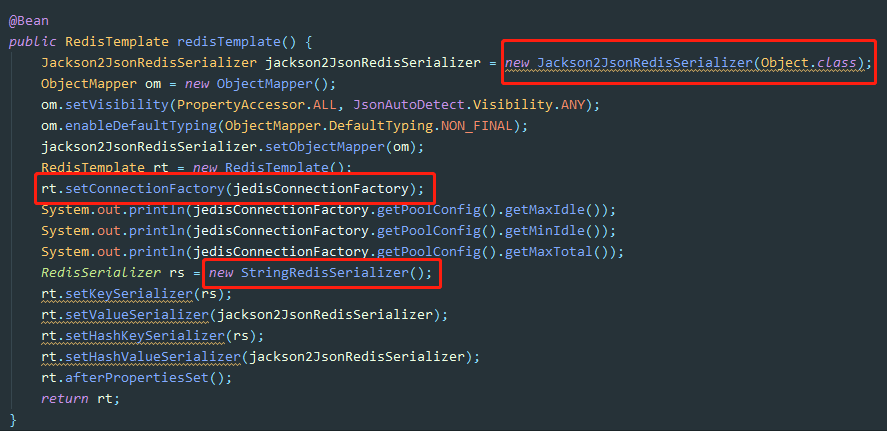 @Bean
public RedisTemplate redisTemplate() {
Jackson2JsonRedisSerializer jackson2JsonRedisSerializer = new Jackson2JsonRedisSerializer(Object.class);
ObjectMapper om = new ObjectMapper();
om.setVisibility(PropertyAccessor.ALL, JsonAutoDetect.Visibility.ANY);
om.enableDefaultTyping(ObjectMapper.DefaultTyping.NON_FINAL);
jackson2JsonRedisSerializer.setObjectMapper(om);
RedisTemplate rt = new RedisTemplate();
rt.setConnectionFactory(jedisConnectionFactory);
System.out.println(jedisConnectionFactory.getPoolConfig().getMaxIdle());
System.out.println(jedisConnectionFactory.getPoolConfig().getMinIdle());
System.out.println(jedisConnectionFactory.getPoolConfig().getMaxTotal());
RedisSerializer rs = new StringRedisSerializer();
rt.setKeySerializer(rs);
rt.setValueSerializer(jackson2JsonRedisSerializer);
rt.setHashKeySerializer(rs);
rt.setHashValueSerializer(jackson2JsonRedisSerializer);
rt.afterPropertiesSet();
return rt;
}